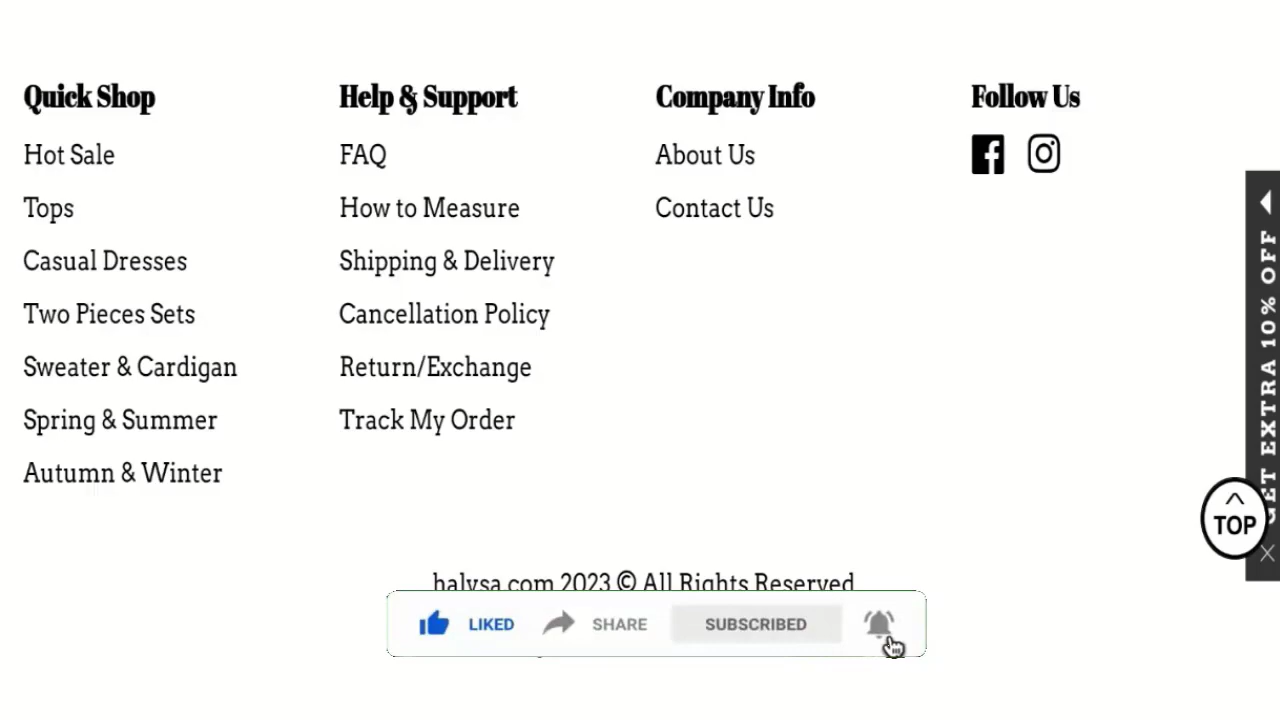 Quick Shop
Hot Sale
Tops
Casual Dresses
Two Pieces Sets
Sweater & Cardigan
Spring & Summer
Autumn & Winter
Help & Support
FAQ
How to Measure
Shipping & Delivery
Cancellation Policy
Return/Exchange
Track My Order
Company Info
About Us
Contact Us
Follow Us
GET EXTRA 10% OFF
TOP
halysa.com 2023 © All Rights Reserved
LIKED SHARE SUBSCRIBED